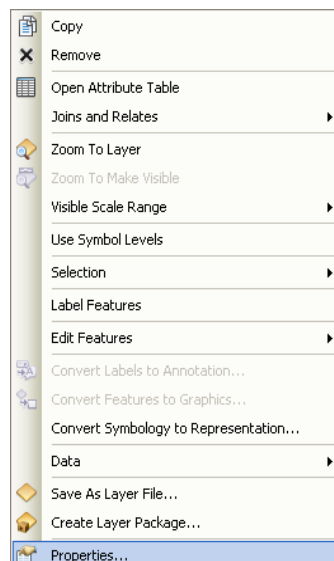 Copy
Remove
Open Attribute Table
Joins and Relates
Zoom To Layer
Zoom To Make Visible
Visible Scale Range
Use Symbol Levels
Selection
Label Features
Edit Features
Convert Labels to Annotation...
Convert Features to Graphics...
Convert Symbology to Representation...
Data
Save As Layer File...
Create Layer Package...
Properties...